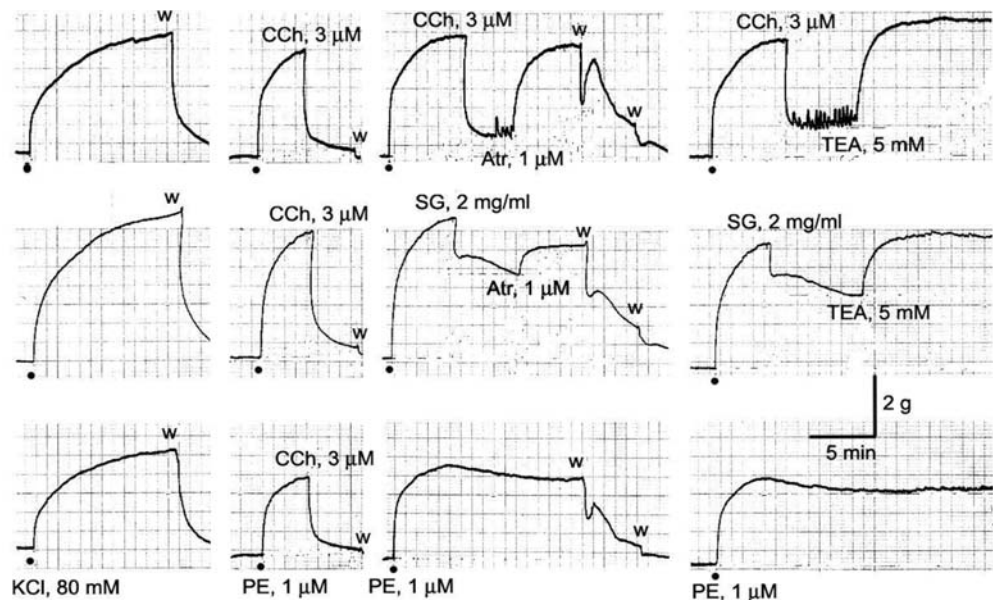 w
CCh, 3 μM
w
CCh, 3 μM
w
w
Atr, 1 μM
CCh, 3 μM
TEA, 5 mM
w
CCh, 3 μM
w
SG, 2 mg/ml
w
Atr, 1 μM
w
SG, 2 mg/ml
TEA, 5 mM
2 g
5 min
w
CCh, 3 μM
w
w
w
KCl, 80 mM
PE, 1 μM
PE, 1 μM
PE, 1 μM